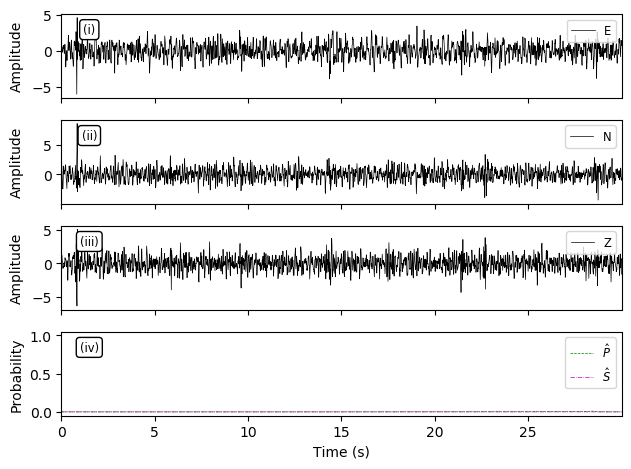 5
0
−5
Amplitude
(i)
E
5
0
Amplitude
(ii)
N
5
0
−5
Amplitude
(iii)
Z
1.0
0.5
0.0
Probability
(iv)
P̂
Ŝ
0 5 10 15 20 25
Time (s)